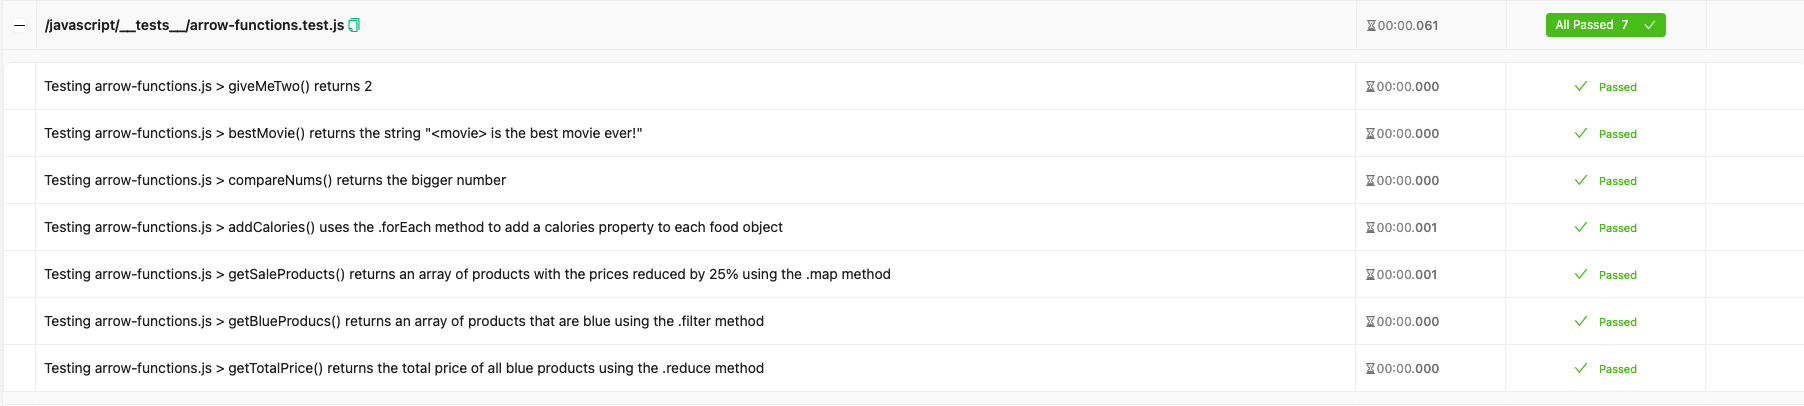 /javascript/__tests__/arrow-functions.test.js 00:00.061 All Passed 7
Testing arrow-functions.js > giveMeTwo() returns 2 00:00.000 Passed
Testing arrow-functions.js > bestMovie() returns the string "<movie> is the best movie ever!" 00:00.000 Passed
Testing arrow-functions.js > compareNums() returns the bigger number 00:00.000 Passed
Testing arrow-functions.js > addCalories() uses the .forEach method to add a calories property to each food object 00:00.001 Passed
Testing arrow-functions.js > getSaleProducts() returns an array of products with the prices reduced by 25% using the .map method 00:00.001 Passed
Testing arrow-functions.js > getBlueProducs() returns an array of products that are blue using the .filter method 00:00.000 Passed
Testing arrow-functions.js > getTotalPrice() returns the total price of all blue products using the .reduce method 00:00.000 Passed